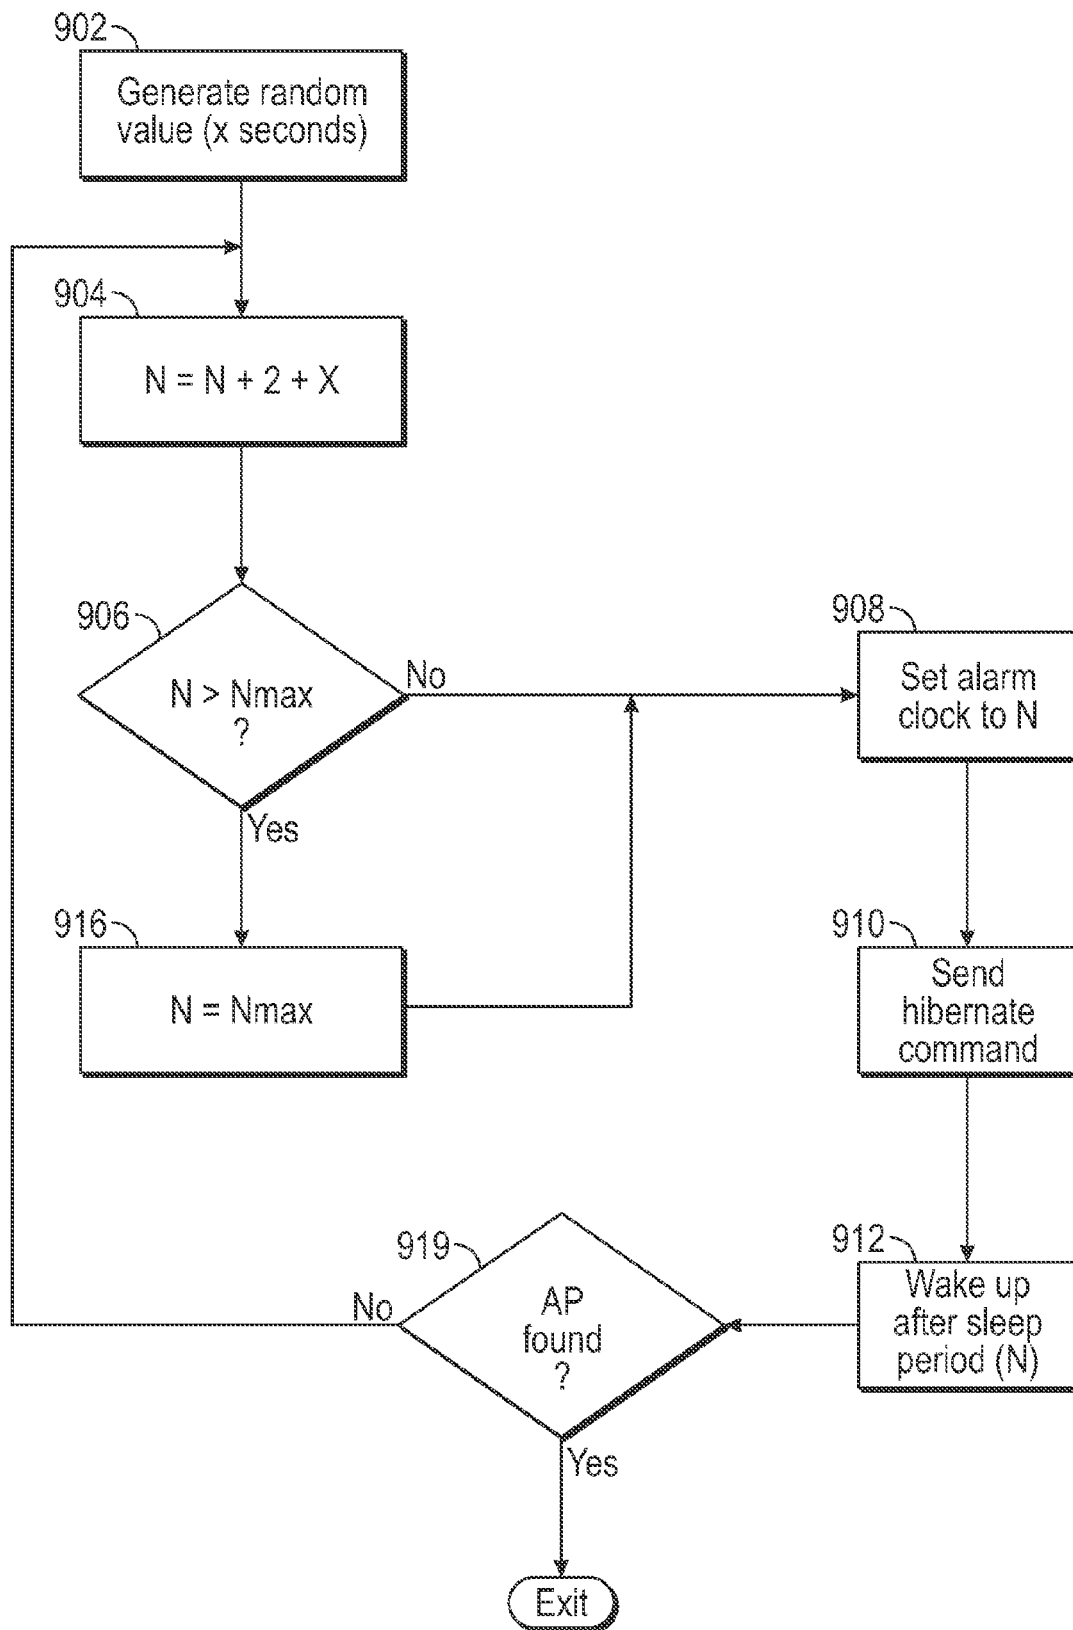 902
Generate random
value (x seconds)
904
N = N + 2 + X
906
N > Nmax
?
No
Yes
908
Set alarm
clock to N
916
N = Nmax
910
Send
hibernate
command
919
AP
found
?
No
Yes
912
Wake up
after sleep
period (N)
Exit